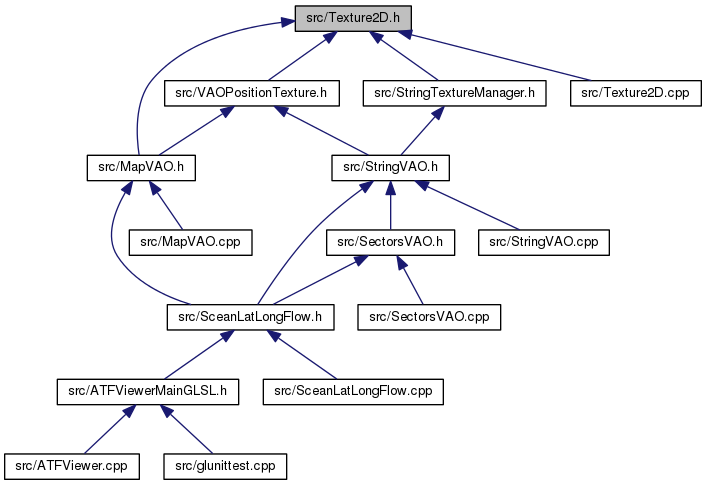 src/Texture2D.h
src/VAOPositionTexture.h
src/StringTextureManager.h
src/Texture2D.cpp
src/MapVAO.h
src/StringVAO.h
src/MapVAO.cpp
src/SectorsVAO.h
src/StringVAO.cpp
src/SceanLatLongFlow.h
src/SectorsVAO.cpp
src/ATFViewerMainGLSL.h
src/SceanLatLongFlow.cpp
src/ATFViewer.cpp
src/glunittest.cpp